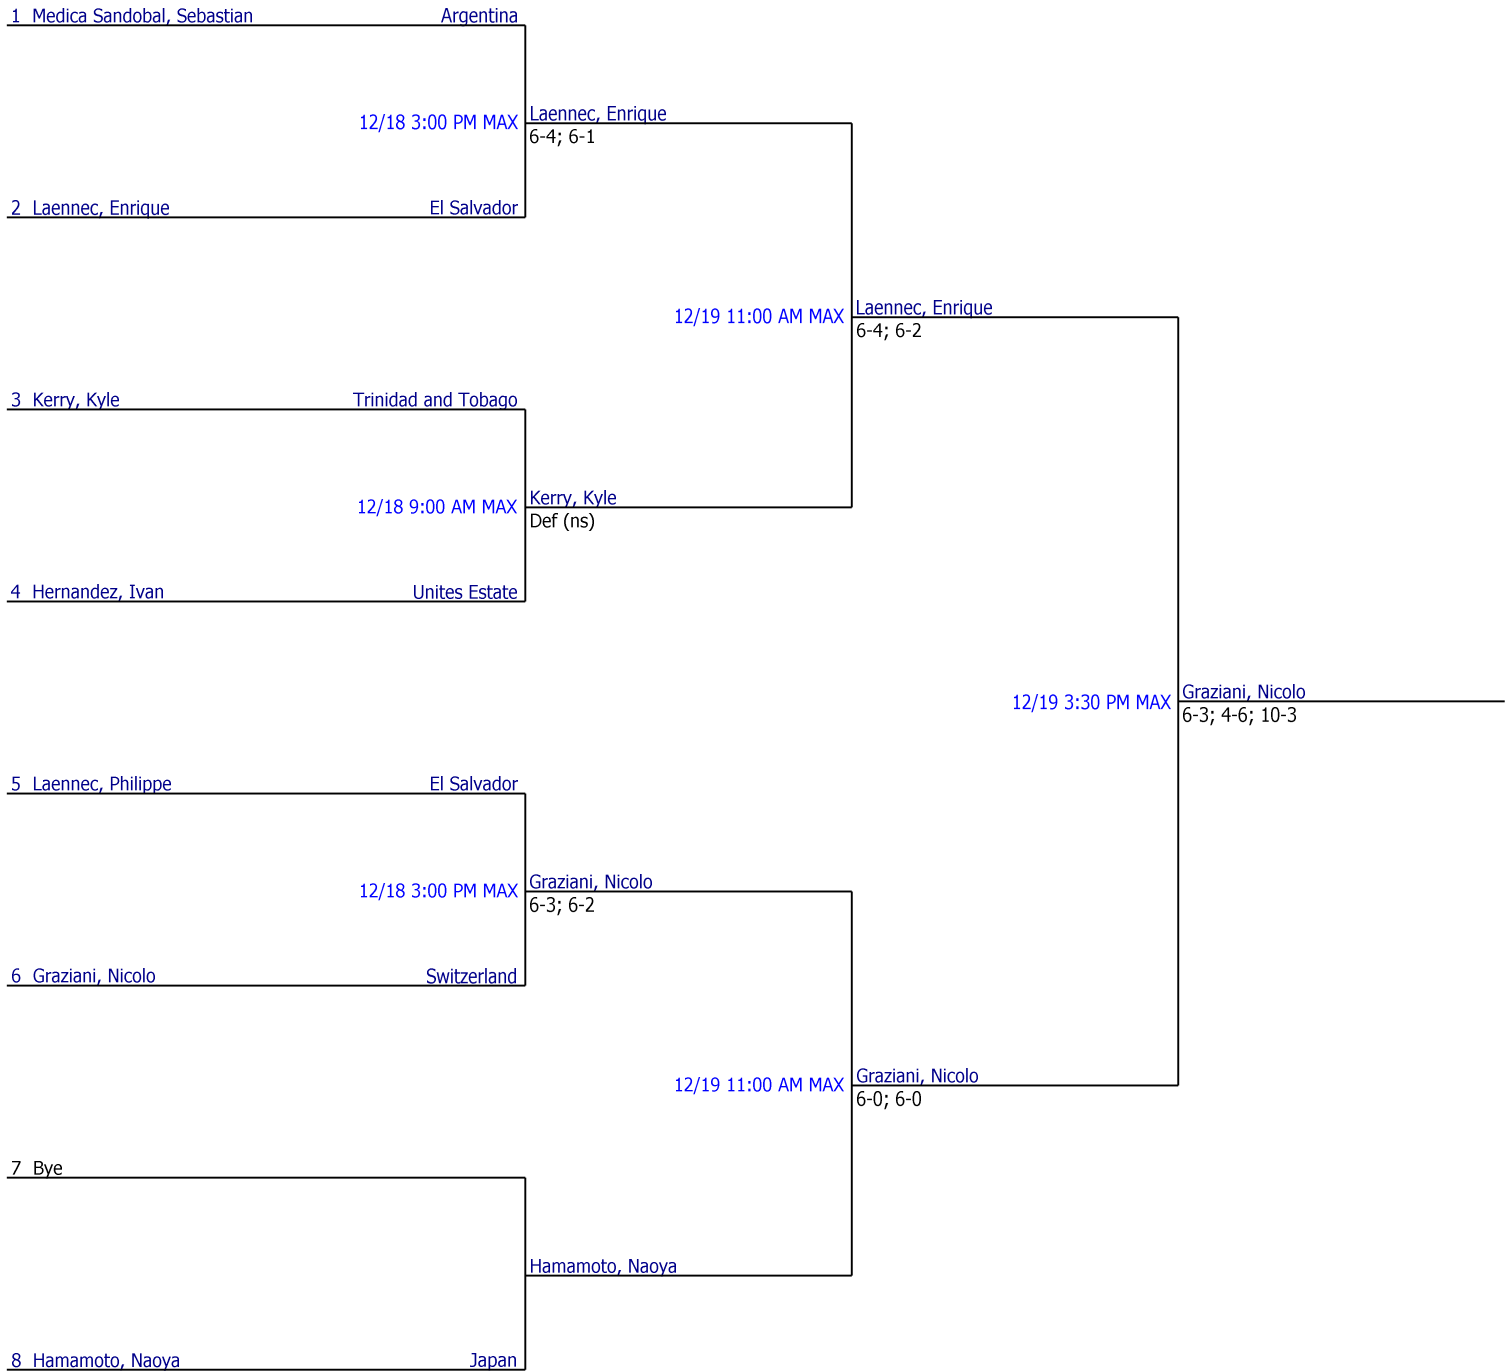 1 Medica Sandobal, Sebastian Argentina
12/18 3:00 PM MAX Laennec, Enrique
6-4; 6-1
2 Laennec, Enrique El Salvador
12/19 11:00 AM MAX Laennec, Enrique
6-4; 6-2
3 Kerry, Kyle Trinidad and Tobago
12/18 9:00 AM MAX Kerry, Kyle
Def (ns)
4 Hernandez, Ivan Unites Estate
12/19 3:30 PM MAX Graziani, Nicolo
6-3; 4-6; 10-3
5 Laennec, Philippe El Salvador
12/18 3:00 PM MAX Graziani, Nicolo
6-3; 6-2
6 Graziani, Nicolo Switzerland
12/19 11:00 AM MAX Graziani, Nicolo
6-0; 6-0
7 Bye
Hamamoto, Naoya
8 Hamamoto, Naoya Japan